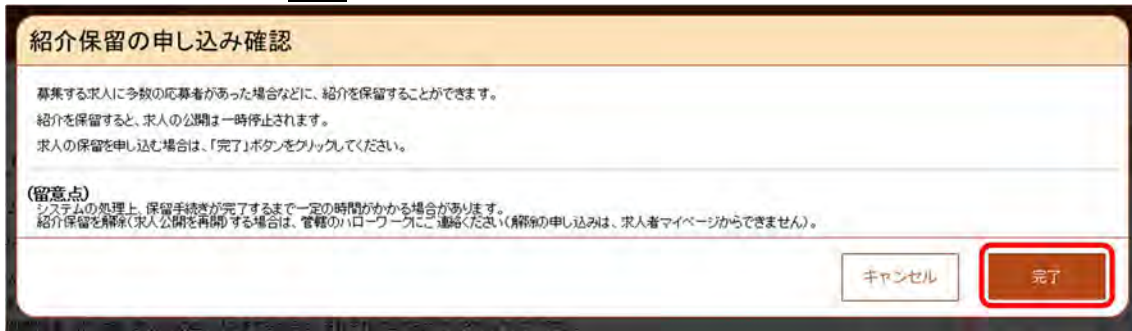 紹介保留の申し込み確認
募集する求人に今数の応募者があった場合などに、紹介を保留することができます。
紹介を保留すると、求人の公開は一時停止されます。
求人の保留を申し込む場合は、「完了」ボタンをクリックしてください。
(留意点)
システムの処理上、保留手続きが完了するまで一定の時間がかかる場合があります。
紹介保留を解除(求人公開を再開)する場合は、管轄のハローワークにご連絡ください(解除の申し込みは、求人者マイページからできません)。
キャンセル
完了